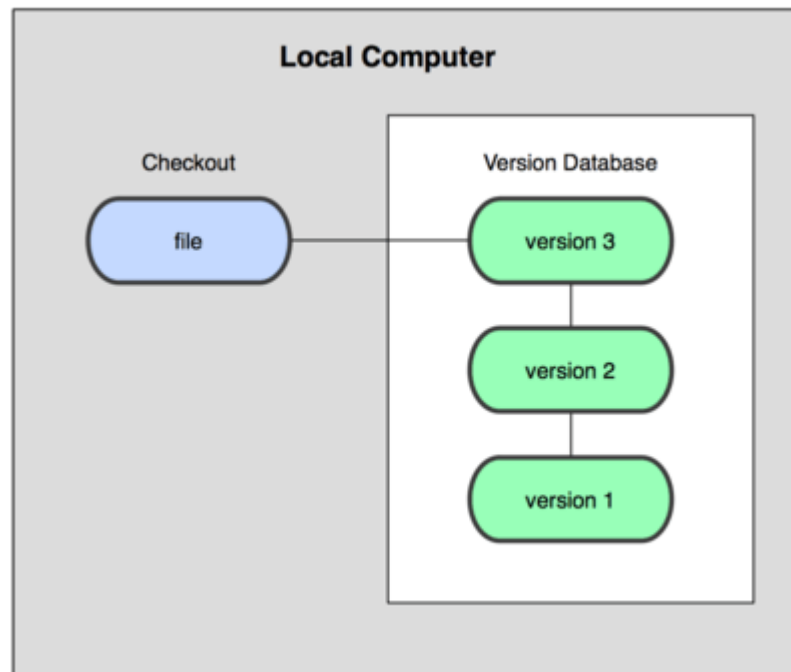 Local Computer
Checkout
Version Database
file
version 3
version 2
version 1